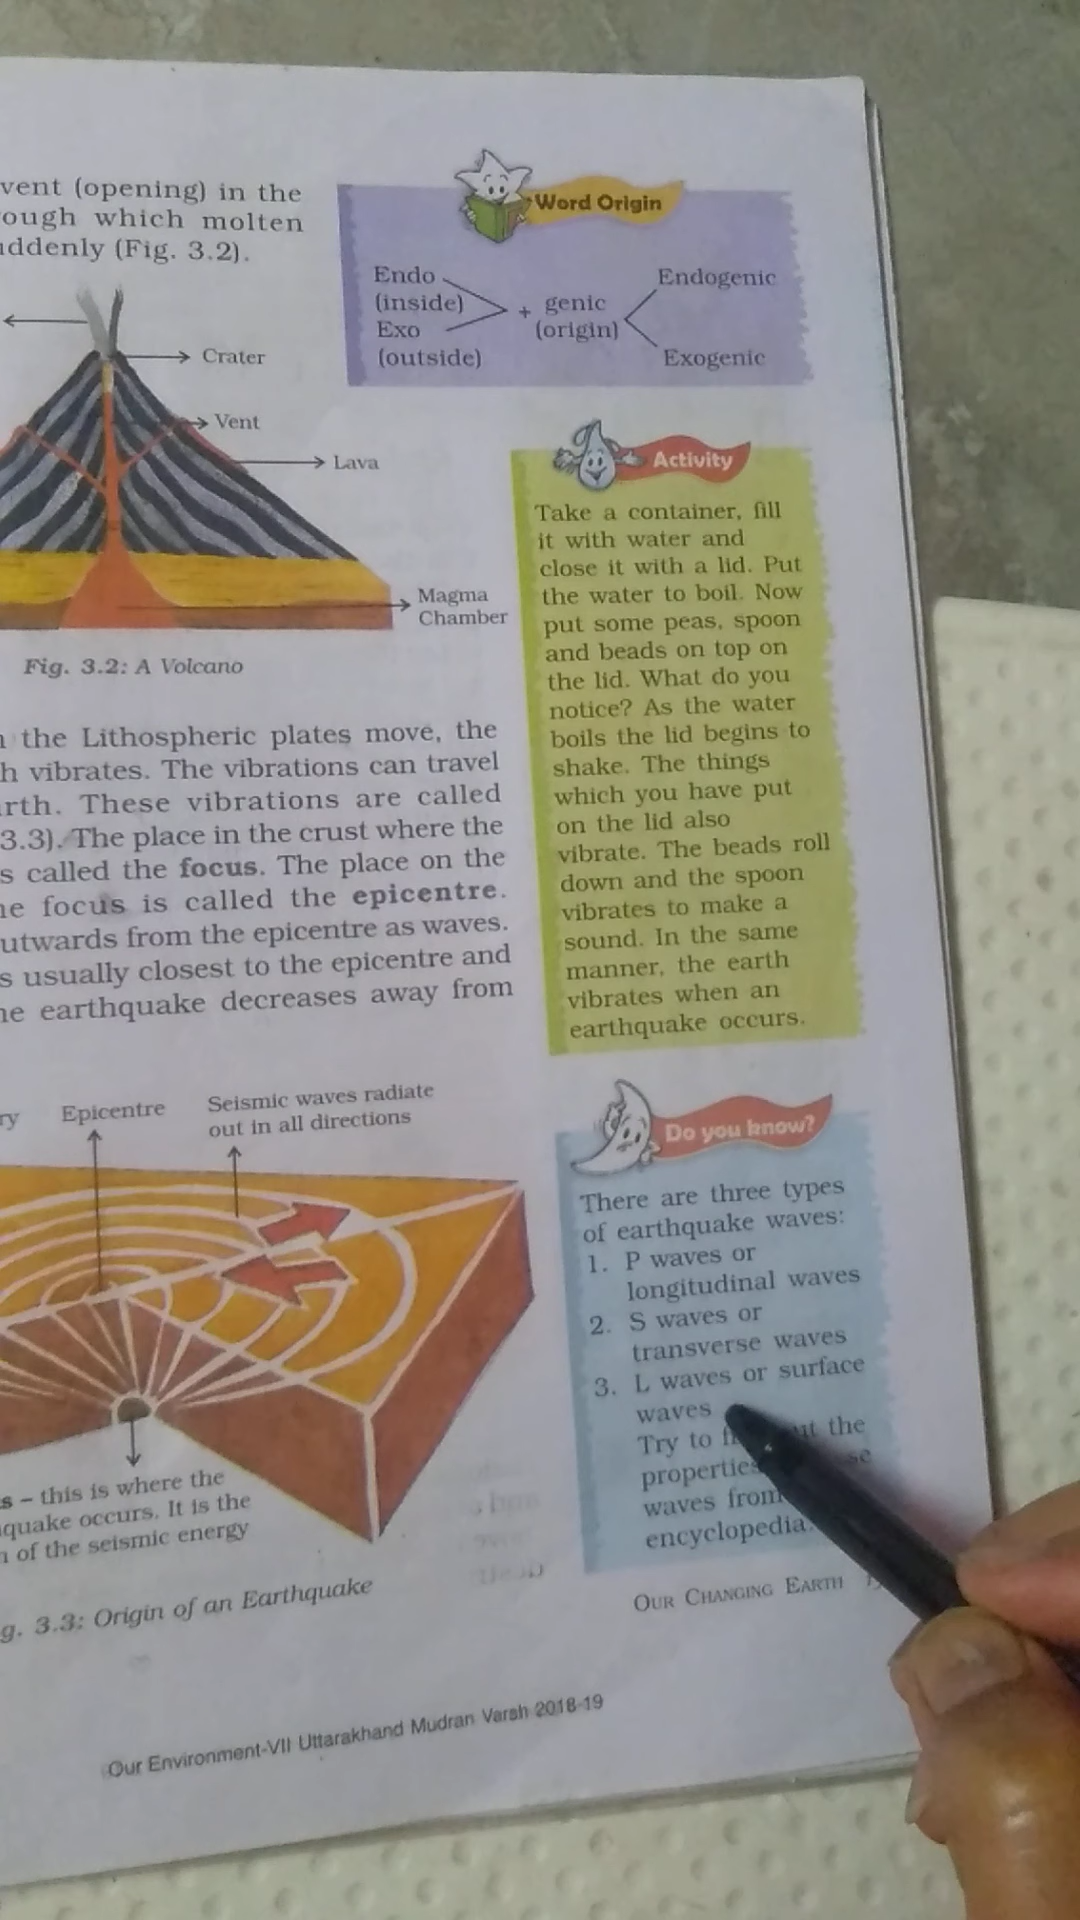 vent (opening) in the
ough which molten
ddenly (Fig. 3.2).
Crater
Vent
Lava
Magma
Chamber
Fig. 3.2: A Volcano
the Lithospheric plates move, the
h vibrates. The vibrations can travel
rth. These vibrations are called
3.3). The place in the crust where the
s called the focus. The place on the
ne focus is called the epicentre.
utwards from the epicentre as waves.
s usually closest to the epicentre and
ne earthquake decreases away from
ry
Epicentre
Seismic waves radiate
out in all directions
s – this is where the
quake occurs. It is the
n of the seismic energy
g. 3.3: Origin of an Earthquake
Word Origin
Endo
(inside)
Exo
(outside)
+ genic
(origin)
Endogenic
Exogenic
Activity
Take a container, fill
it with water and
close it with a lid. Put
the water to boil. Now
put some peas, spoon
and beads on top on
the lid. What do you
notice? As the water
boils the lid begins to
shake. The things
which you have put
on the lid also
vibrate. The beads roll
down and the spoon
vibrates to make a
sound. In the same
manner, the earth
vibrates when an
earthquake occurs.
Do you know?
There are three types
of earthquake waves:
1. P waves or
longitudinal waves
2. S waves or
transverse waves
3. L waves or surface
waves
Try to the
properties
waves from
encyclopedia.
OUR CHANGING EARTH
Our Environment-VII Uttarakhand Mudran Varsh 2018-19